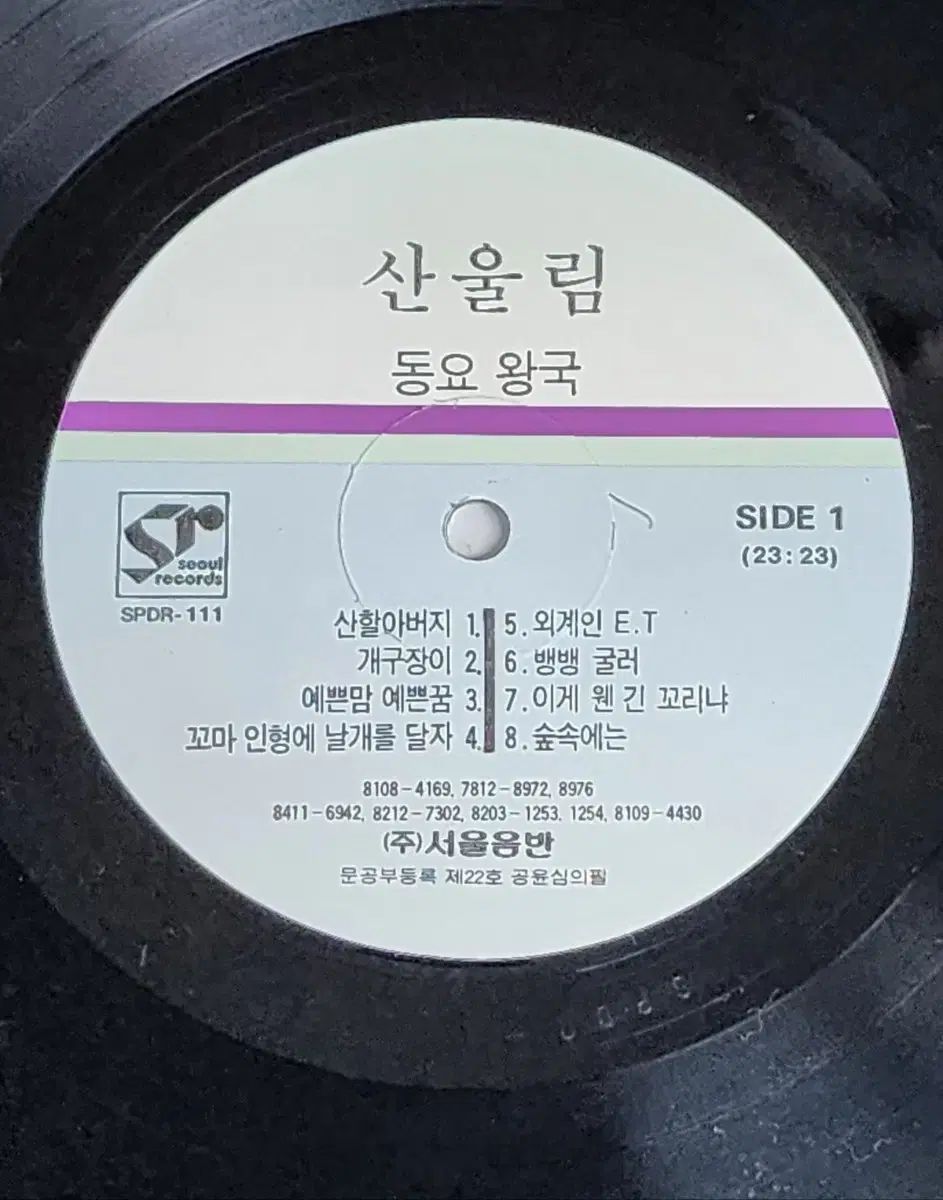 산울림
동요 왕국
SIDE 1
(23:23)
Sr
seoul
records
SPDR-111
산할아버지 1.
개구장이 2.
예쁜맘 예쁜꿈 3.
꼬마 인형에 날개를 달자 4.
5. 외계인 E.T
6. 뱅뱅 굴러
7. 이게 웬 긴 꼬리냐
8. 숲속에는
8108-4169, 7812-8972, 8976
8411-6942, 8212-7302, 8203-1253, 1254, 8109-4430
(주)서울음반
문공부등록 제22호 공윤심의필